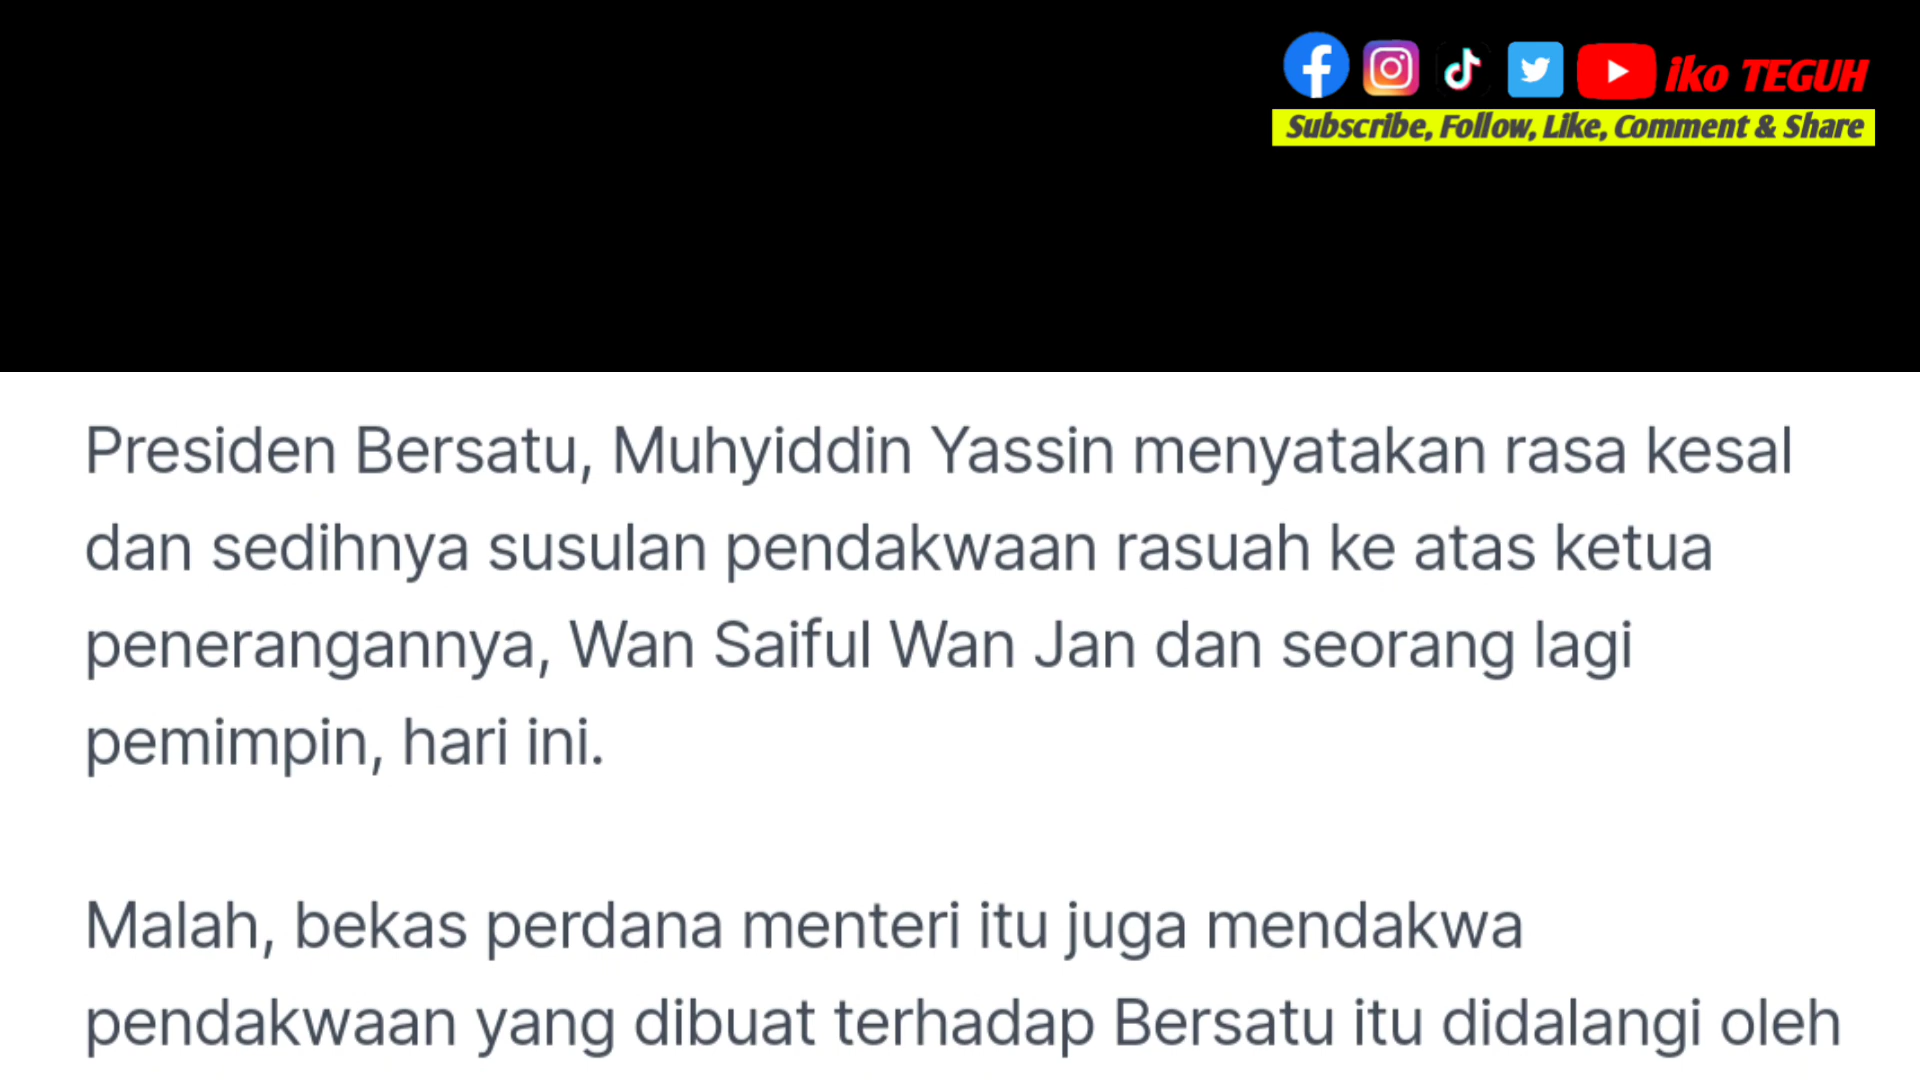 iko TEGUH
Subscribe, Follow, Like, Comment & Share
Presiden Bersatu, Muhyiddin Yassin menyatakan rasa kesal
dan sedihnya susulan pendakwaan rasuah ke atas ketua
penerangannya, Wan Saiful Wan Jan dan seorang lagi
pemimpin, hari ini.
Malah, bekas perdana menteri itu juga mendakwa
pendakwaan yang dibuat terhadap Bersatu itu didalangi oleh